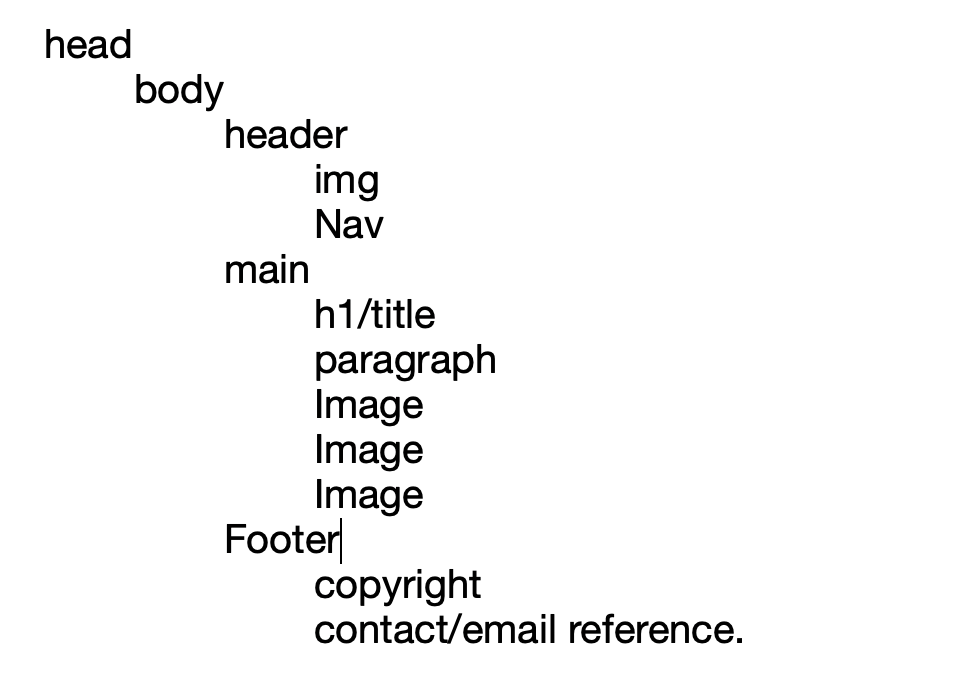 head
body
header
img
Nav
main
h1/title
paragraph
Image
Image
Image
Footer
copyright
contact/email reference.